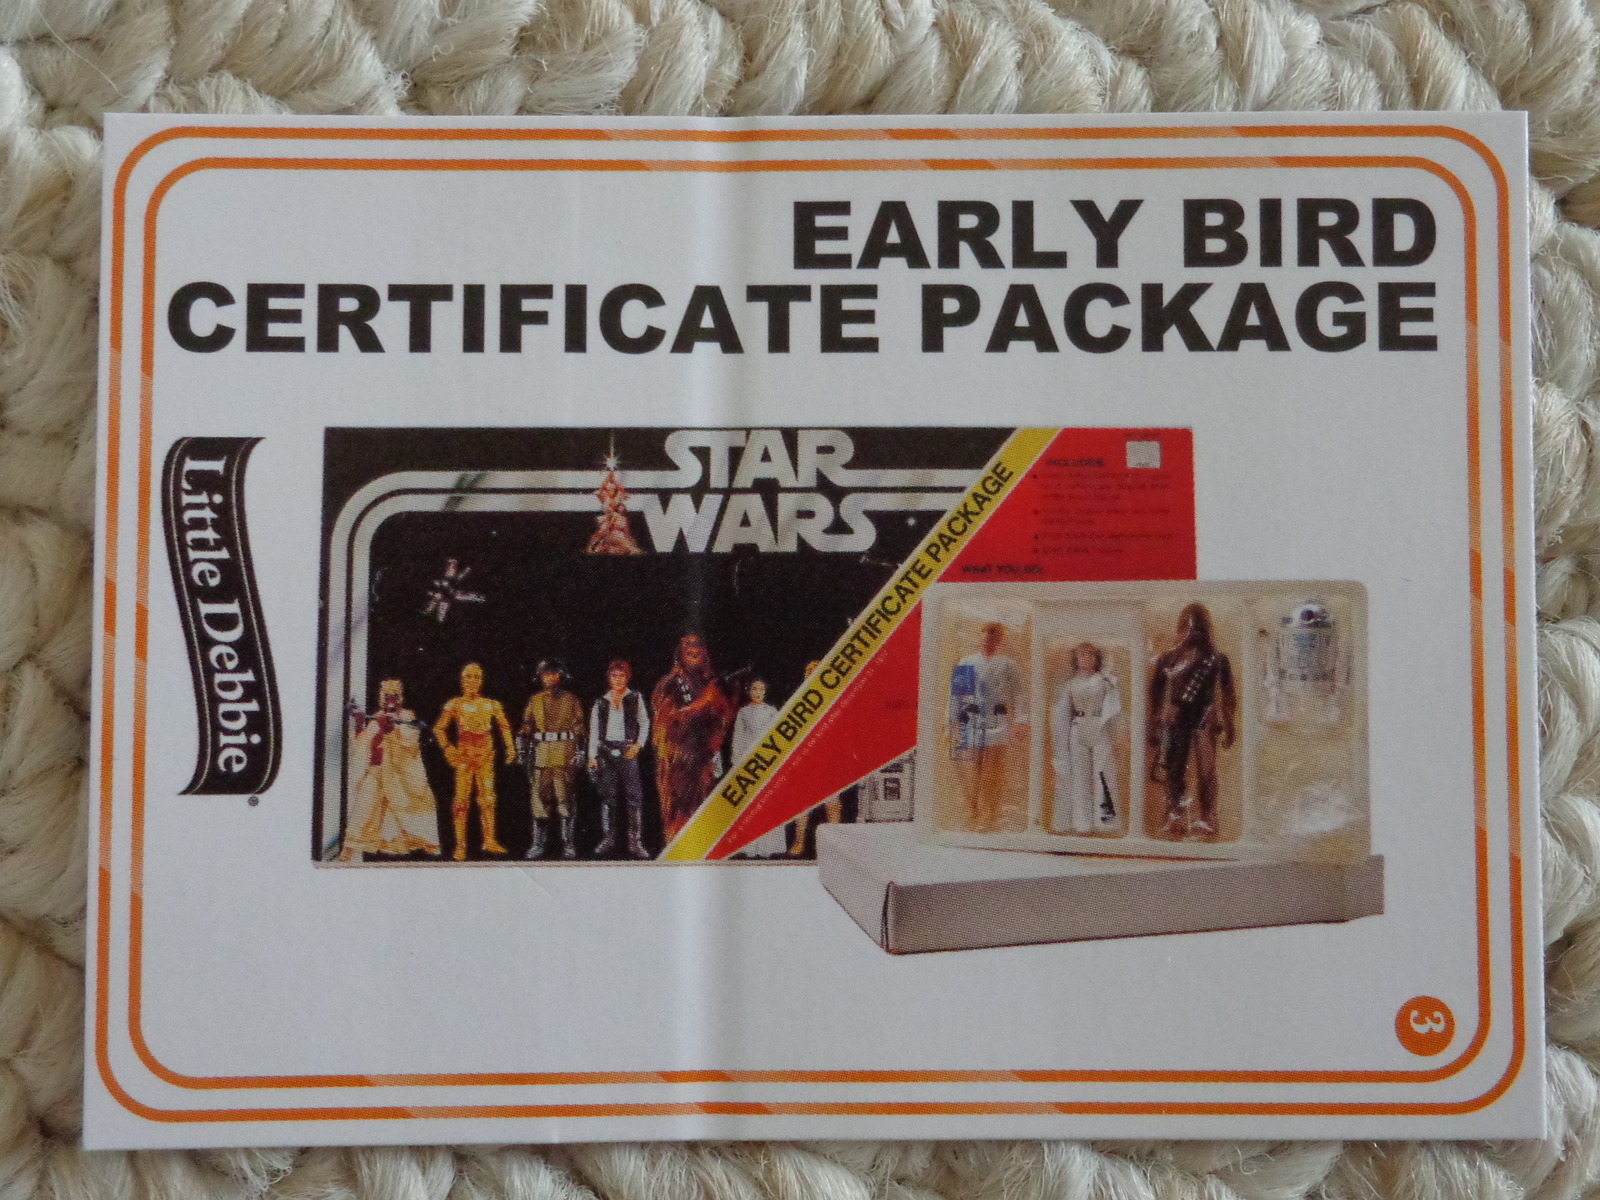 EARLY BIRD
CERTIFICATE PACKAGE
Little Debbie
®
STAR
WARS
EARLY BIRD CERTIFICATE PACKAGE
INCLUDES:
WHAT YOU DO:
3